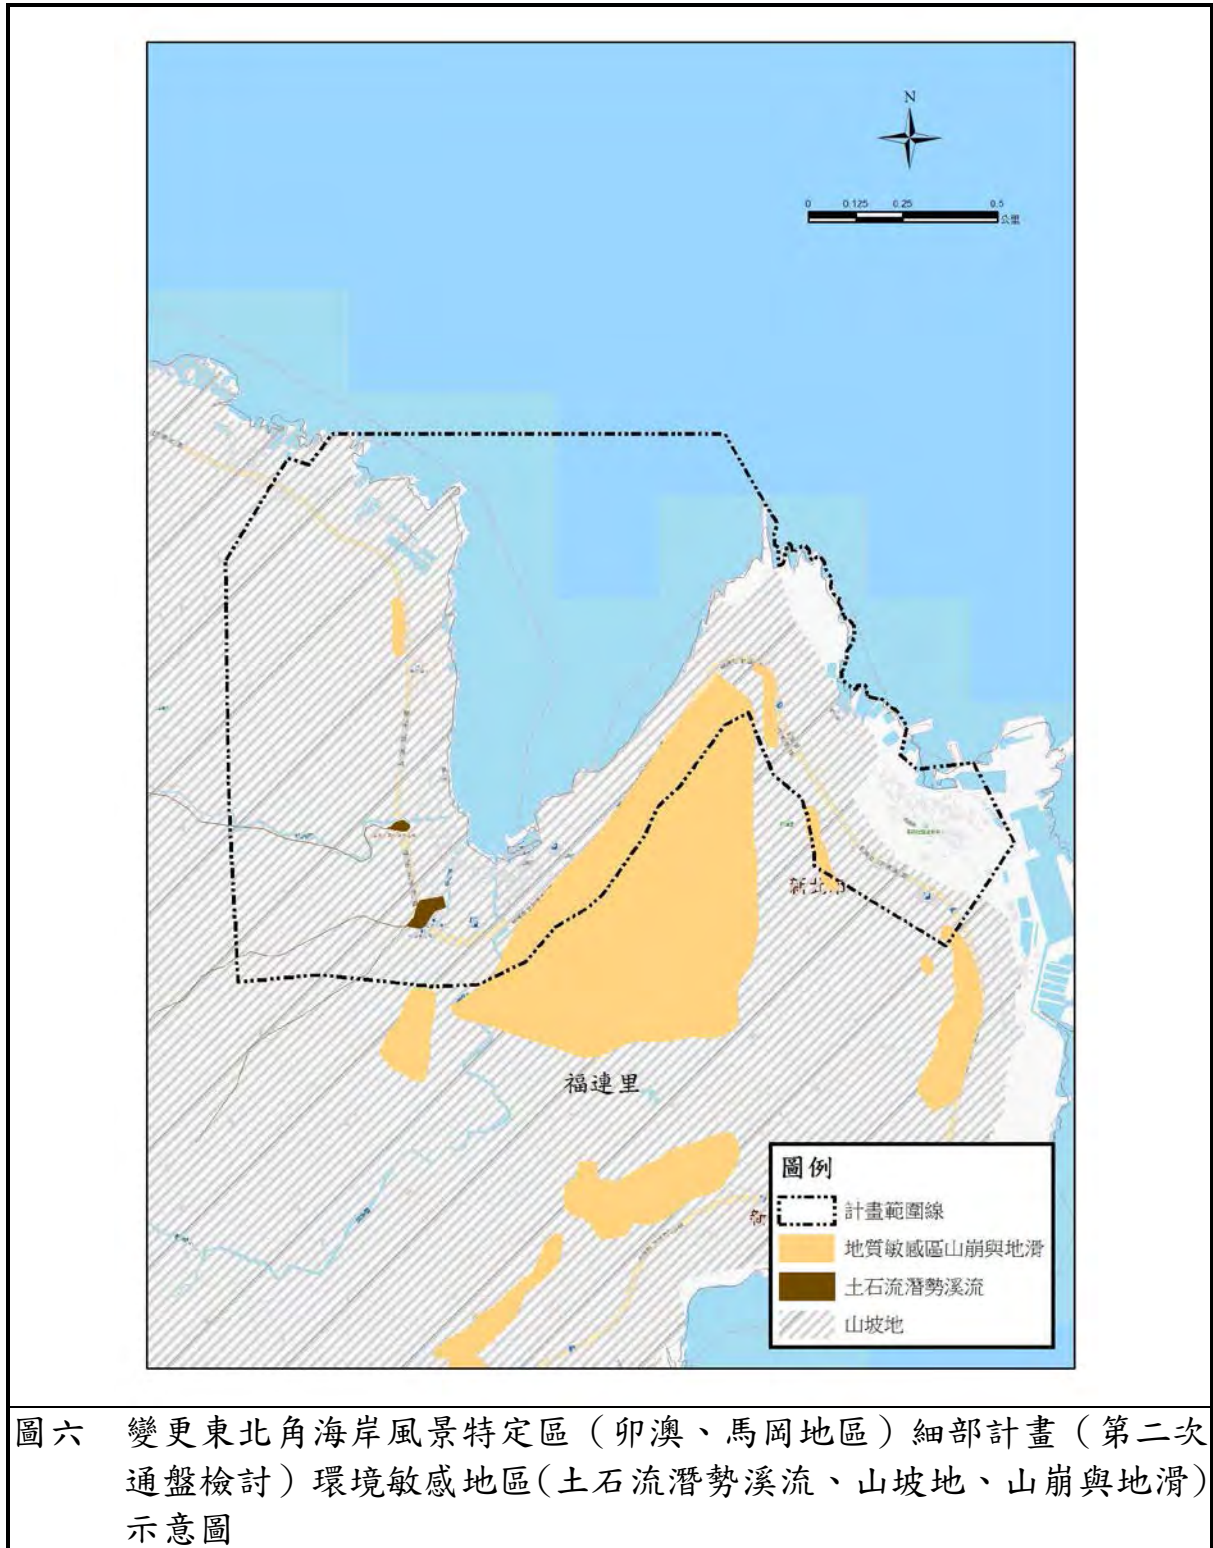 N
0 0.125 0.25 0.5
公里
新北市
福連里
新
圖例
計畫範圍線
地質敏感區山崩與地滑
土石流潛勢溪流
山坡地
圖六 變更東北角海岸風景特定區（卯澳、馬岡地區）細部計畫（第二次
通盤檢討）環境敏感地區(土石流潛勢溪流、山坡地、山崩與地滑)
示意圖